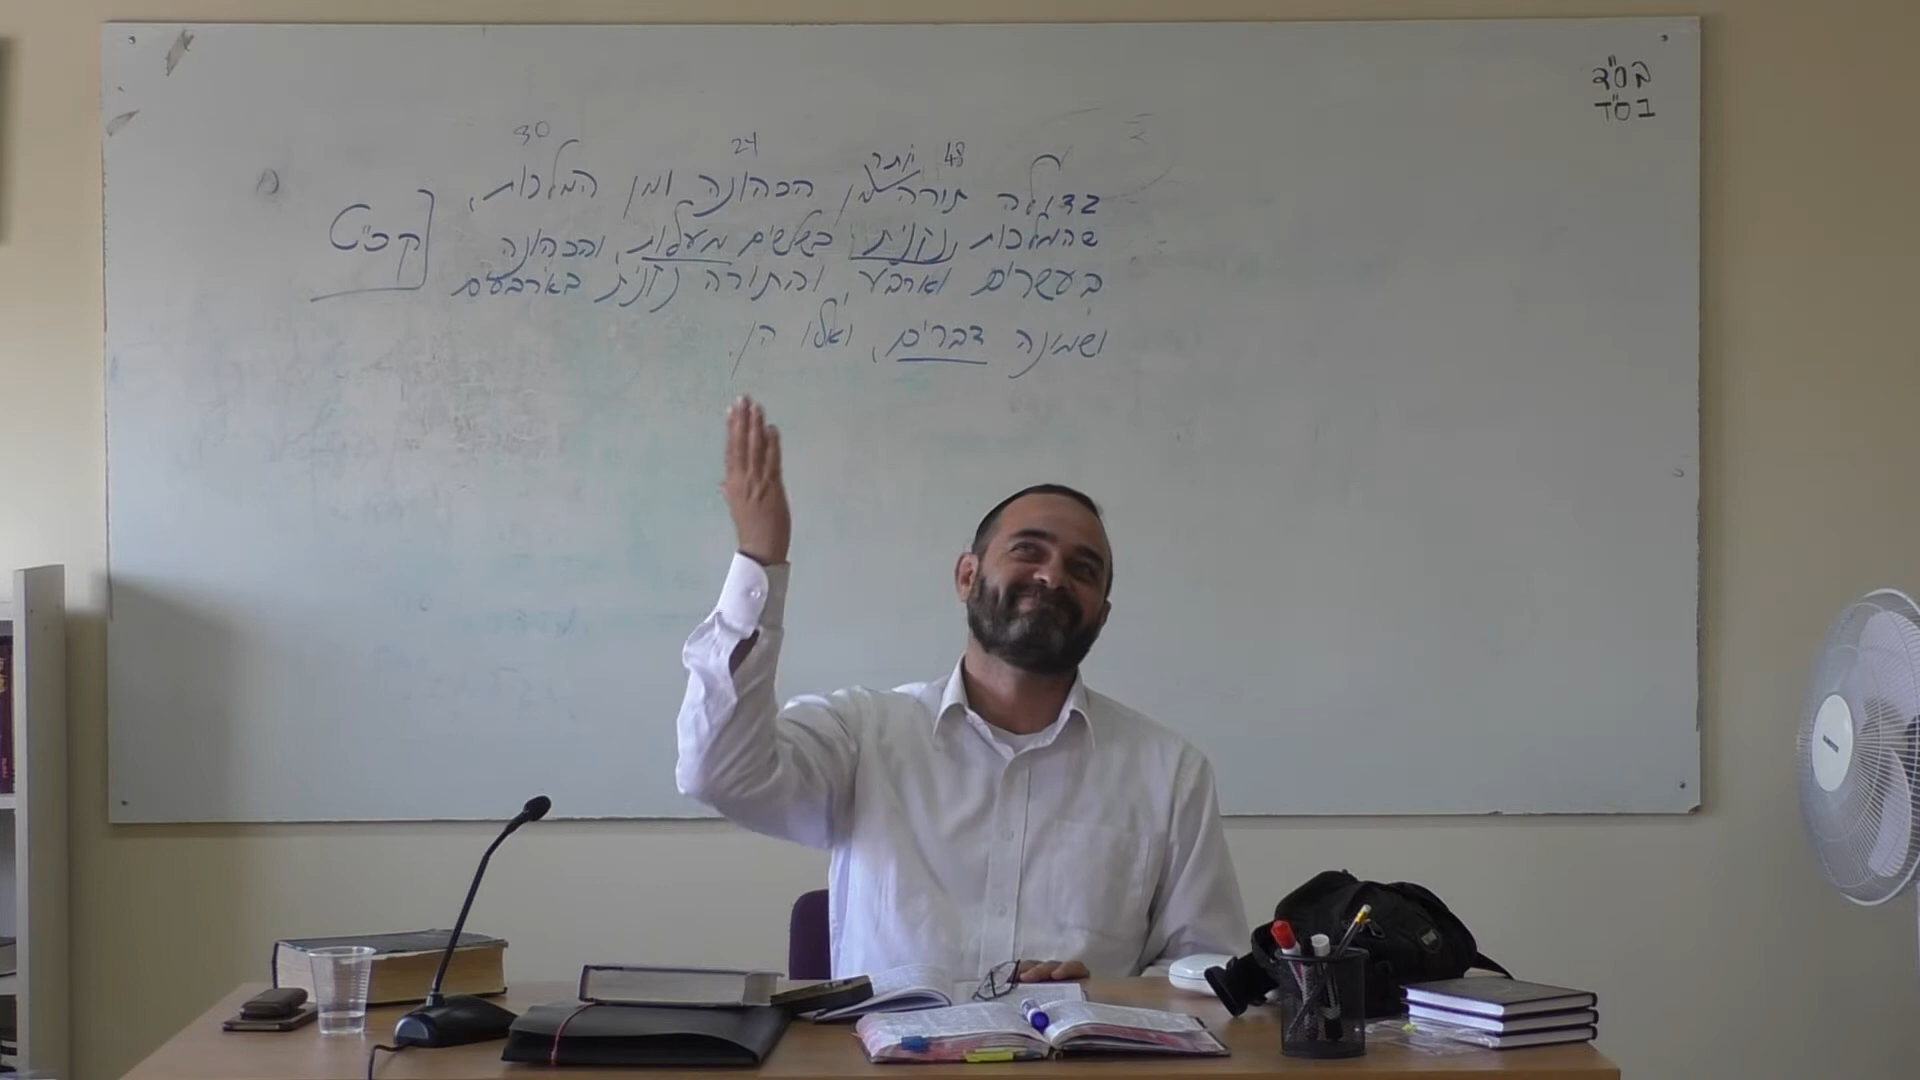 בס"ד
בס"ד
48 24 30
יותר
גדולה תורה מן הכהונה ומן המלכות,
שהמלכות נקנית בשלשים מעלות, והכהונה
בעשרים וארבע, והתורה נקנית בארבעים
ושמונה דברים, ואלו הן.